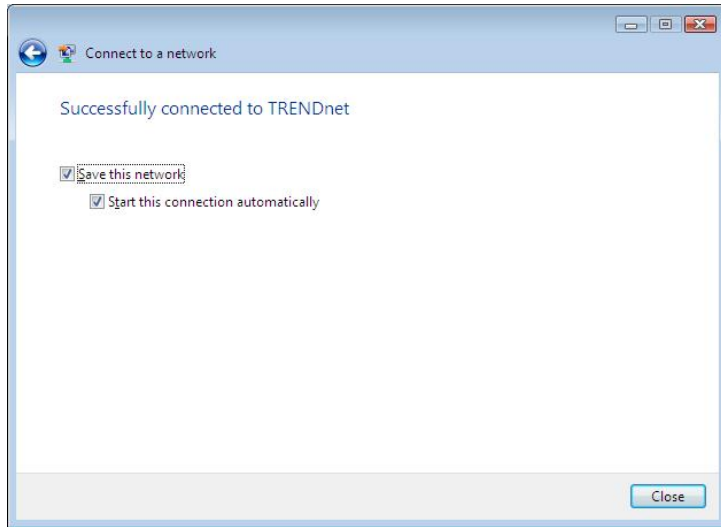 Connect to a network
Successfully connected to TRENDnet
Save this network
Start this connection automatically
Close